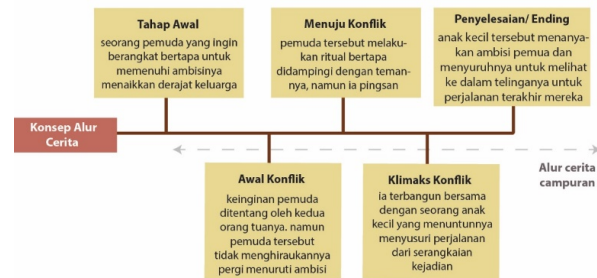 Konsep Alur
Cerita
Tahap Awal
seorang pemuda yang ingin
berangkat bertapa untuk
memenuhi ambisinya
menaikkan derajat keluarga
Awal Konflik
keinginan pemuda
ditentang oleh kedua
orang tuanya. namun
pemuda tersebut
tidak menghiraukannya
pergi menuruti ambisi
Menuju Konflik
pemuda tersebut melaku-
kan ritual bertapa
didampingi dengan teman-
nya, namun ia pingsan
Klimaks Konflik
ia terbangun bersama
dengan seorang anak
kecil yang menuntunnya
menyusuri perjalanan
dari serangkaian
kejadian
Penyelesaian/ Ending
anak kecil tersebut menanya-
kan ambisi pemua dan
menyuruhnya untuk melihat
ke dalam telinganya untuk
perjalanan terakhir mereka
Alur cerita
campuran